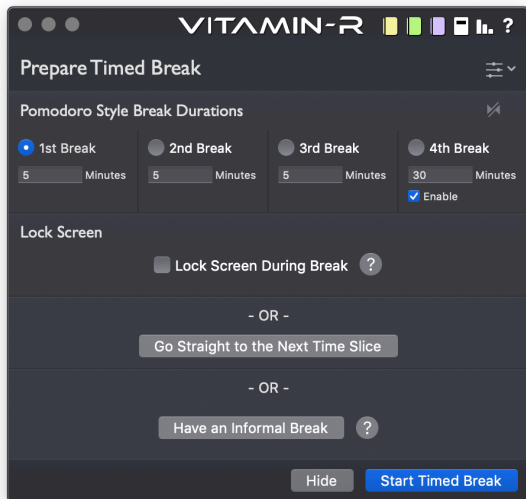 VITAMIN-R ?
Prepare Timed Break
Pomodoro Style Break Durations
1st Break 2nd Break 3rd Break 4th Break
5 Minutes 5 Minutes 5 Minutes 30 Minutes
Enable
Lock Screen
Lock Screen During Break ?
- OR -
Go Straight to the Next Time Slice
- OR -
Have an Informal Break ?
Hide Start Timed Break